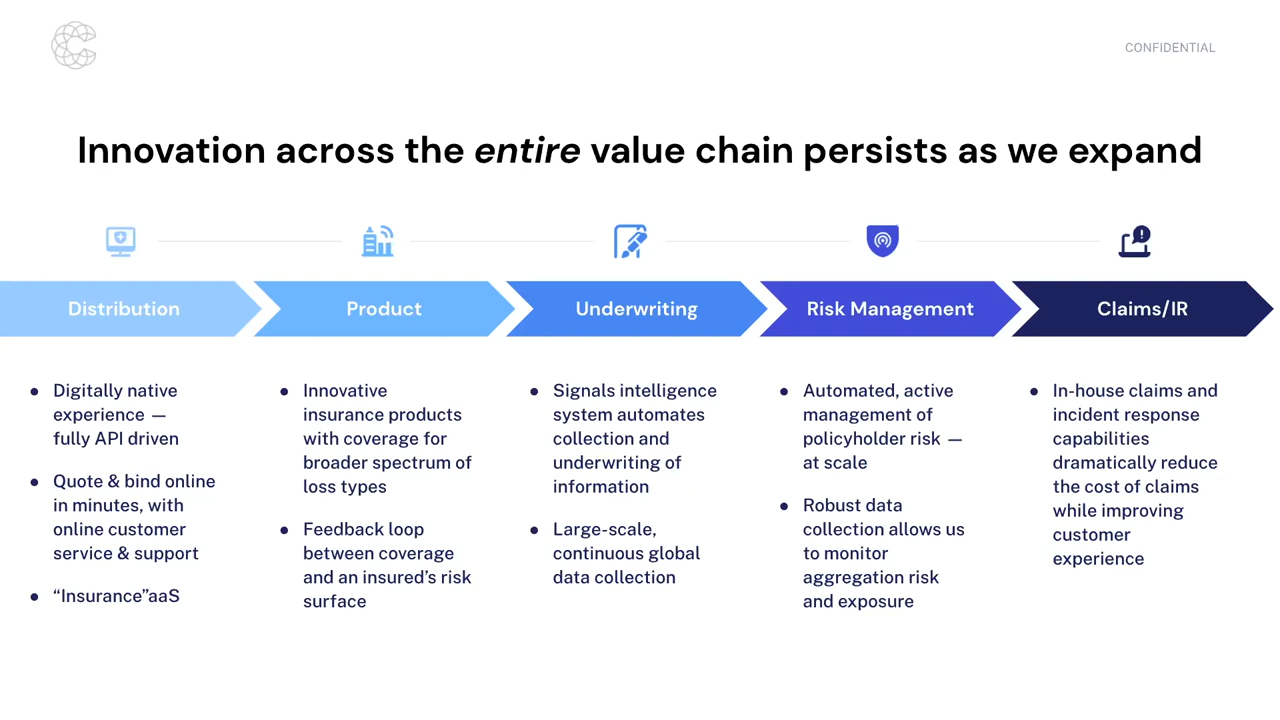 CONFIDENTIAL
Innovation across the entire value chain persists as we expand
Distribution
Product
Underwriting
Risk Management
Claims/IR
● Digitally native
experience —
fully API driven
● Quote & bind online
in minutes, with
online customer
service & support
● “Insurance”aaS
● Innovative
insurance products
with coverage for
broader spectrum of
loss types
● Feedback loop
between coverage
and an insured’s risk
surface
● Signals intelligence
system automates
collection and
underwriting of
information
● Large-scale,
continuous global
data collection
● Automated, active
management of
policyholder risk —
at scale
● Robust data
collection allows us
to monitor
aggregation risk
and exposure
● In-house claims and
incident response
capabilities
dramatically reduce
the cost of claims
while improving
customer
experience